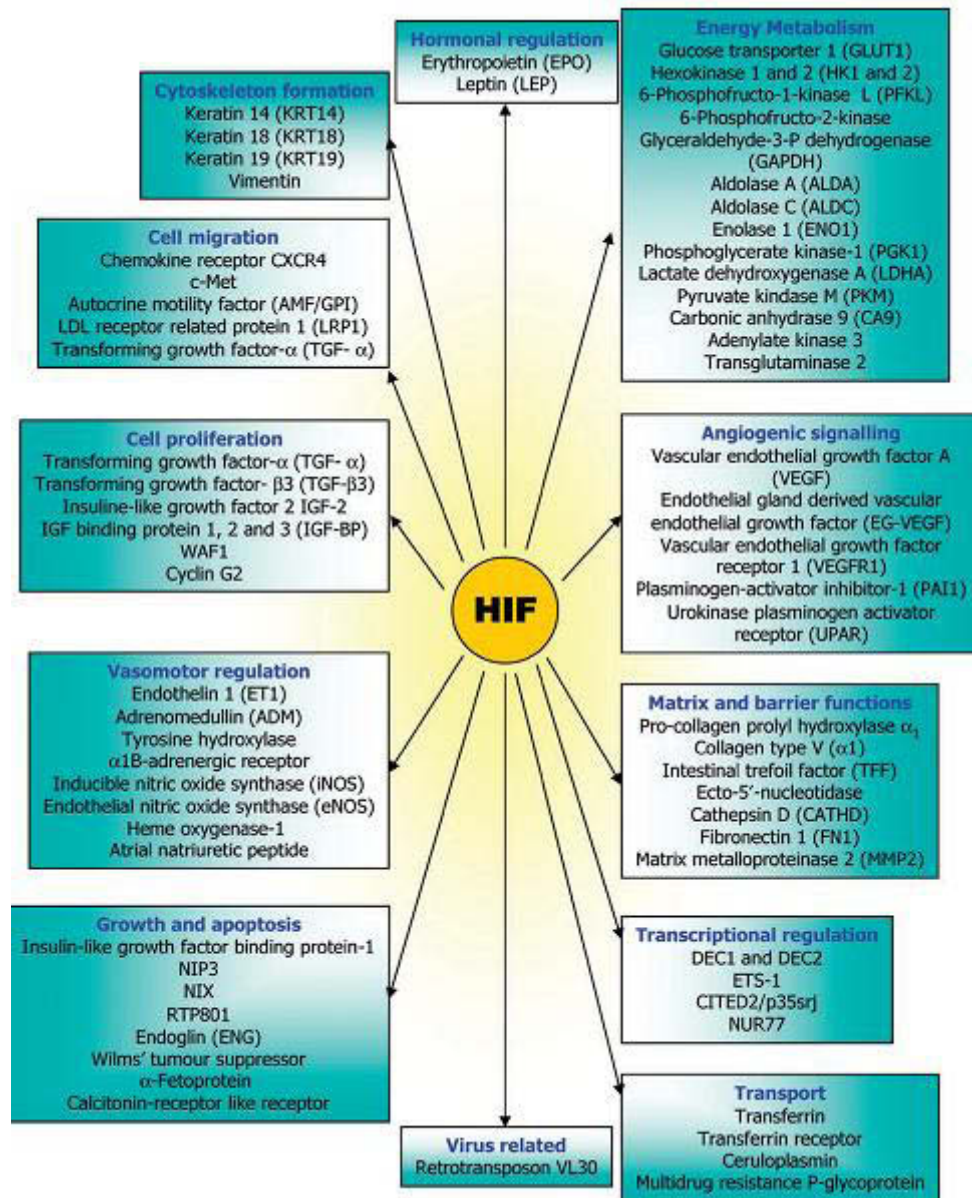 Hormonal regulation
Erythropoietin (EPO)
Leptin (LEP)
Energy Metabolism
Glucose transporter 1 (GLUT1)
Hexokinase 1 and 2 (HK1 and 2)
6-Phosphofructo-1-kinase L (PFKL)
6-Phosphofructo-2-kinase
Glyceraldehyde-3-P dehydrogenase
(GAPDH)
Aldolase A (ALDA)
Aldolase C (ALDC)
Enolase 1 (ENO1)
Phosphoglycerate kinase-1 (PGK1)
Lactate dehydroxygenase A (LDHA)
Pyruvate kindase M (PKM)
Carbonic anhydrase 9 (CA9)
Adenylate kinase 3
Transglutaminase 2
Cytoskeleton formation
Keratin 14 (KRT14)
Keratin 18 (KRT18)
Keratin 19 (KRT19)
Vimentin
Cell migration
Chemokine receptor CXCR4
c-Met
Autocrine motility factor (AMF/GPI)
LDL receptor related protein 1 (LRP1)
Transforming growth factor-α (TGF- α)
Cell proliferation
Transforming growth factor-α (TGF- α)
Transforming growth factor- β3 (TGF-β3)
Insuline-like growth factor 2 IGF-2
IGF binding protein 1, 2 and 3 (IGF-BP)
WAF1
Cyclin G2
Angiogenic signalling
Vascular endothelial growth factor A
(VEGF)
Endothelial gland derived vascular
endothelial growth factor (EG-VEGF)
Vascular endothelial growth factor
receptor 1 (VEGFR1)
Plasminogen-activator inhibitor-1 (PAI1)
Urokinase plasminogen activator
receptor (UPAR)
HIF
Vasomotor regulation
Endothelin 1 (ET1)
Adrenomedullin (ADM)
Tyrosine hydroxylase
α1B-adrenergic receptor
Inducible nitric oxide synthase (iNOS)
Endothelial nitric oxide synthase (eNOS)
Heme oxygenase-1
Atrial natriuretic peptide
Matrix and barrier functions
Pro-collagen prolyl hydroxylase α₁
Collagen type V (α1)
Intestinal trefoil factor (TFF)
Ecto-5′-nucleotidase
Cathepsin D (CATHD)
Fibronectin 1 (FN1)
Matrix metalloproteinase 2 (MMP2)
Growth and apoptosis
Insulin-like growth factor binding protein-1
NIP3
NIX
RTP801
Endoglin (ENG)
Wilms’ tumour suppressor
α-Fetoprotein
Calcitonin-receptor like receptor
Transcriptional regulation
DEC1 and DEC2
ETS-1
CITED2/p35srj
NUR77
Virus related
Retrotransposon VL30
Transport
Transferrin
Transferrin receptor
Ceruloplasmin
Multidrug resistance P-glycoprotein